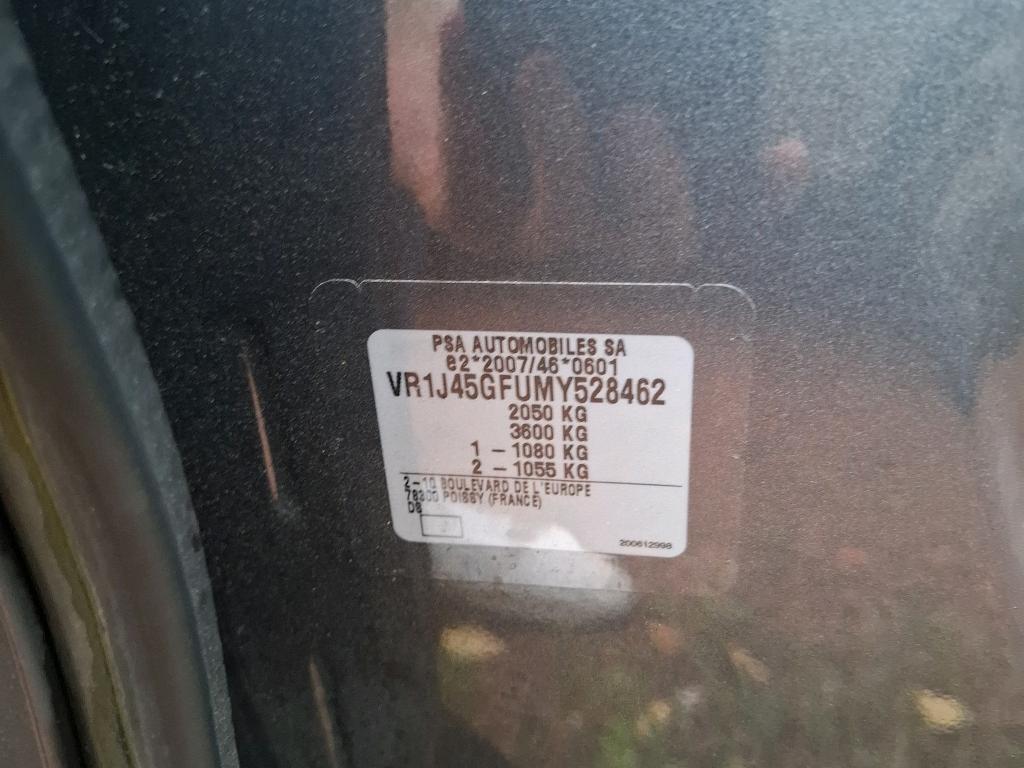 PSA AUTOMOBILES SA
e2*2007/46*0601
VR1J45GFUMY528462
2050 KG
3600 KG
1 - 1080 KG
2 - 1055 KG
2-10 BOULEVARD DE L'EUROPE
78300 POISSY (FRANCE)
D8
200612998